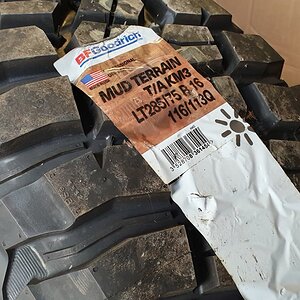 BFGoodrich
MUD TERRAIN
T/A KM3
LT285/75 R 16
116/113Q